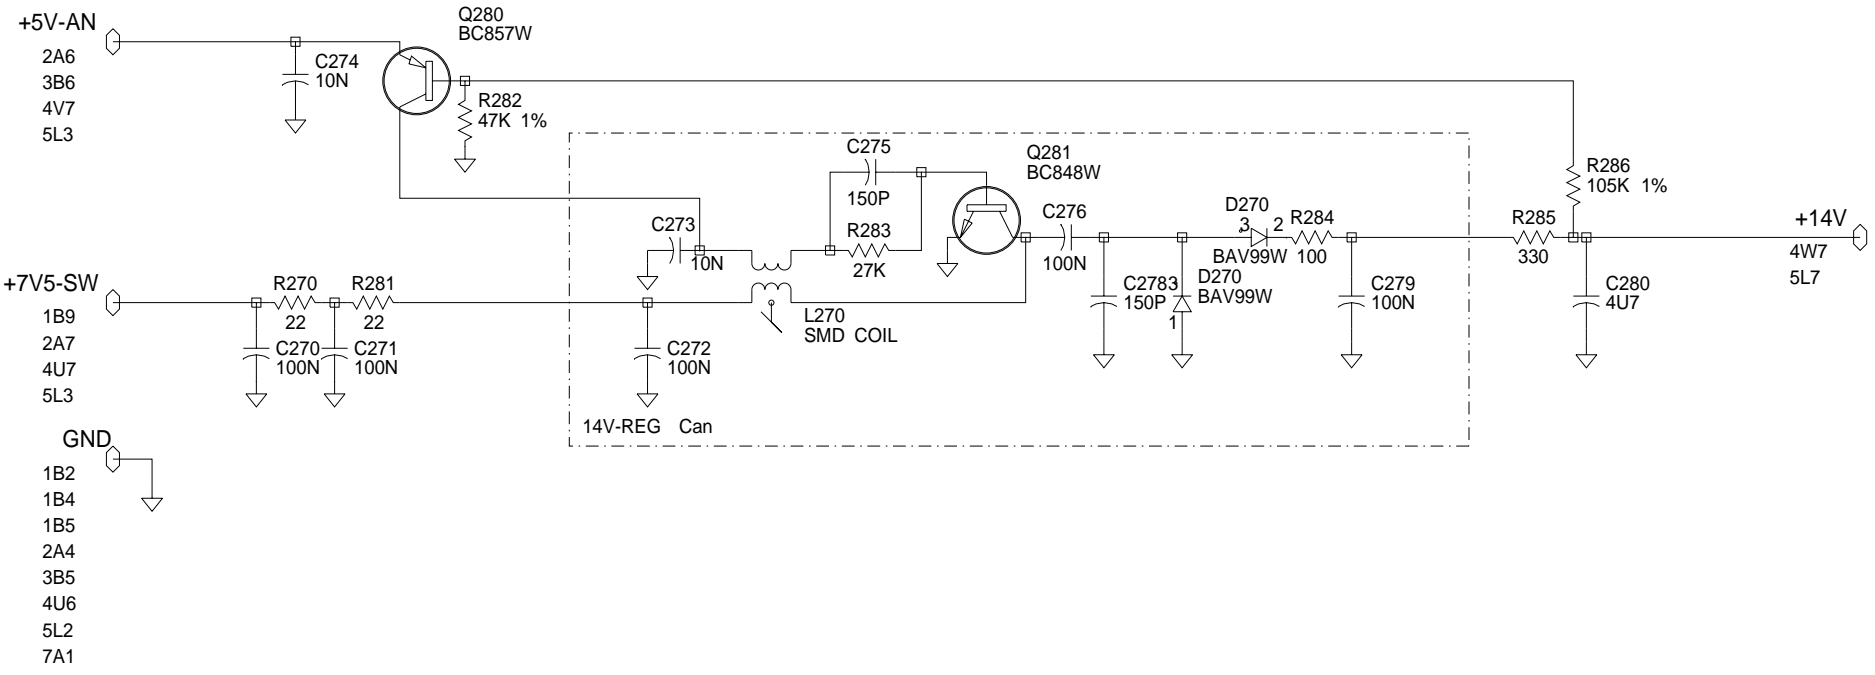 +5V-AN
2A6
3B6
4V7
5L3
C274
10N
Q280
BC857W
R282
47K 1%
C275
150P
R283
27K
Q281
BC848W
C273
10N
C276
100N
D270
3
2
BAV99W
R284
100
R285
330
R286
105K 1%
+14V
4W7
5L7
+7V5-SW
1B9
2A7
4U7
5L3
R270
22
R281
22
C270
100N
C271
100N
C272
100N
L270
SMD COIL
C278
150P
3
D270
BAV99W
1
C279
100N
C280
4U7
14V-REG Can
GND
1B2
1B4
1B5
2A4
3B5
4U6
5L2
7A1